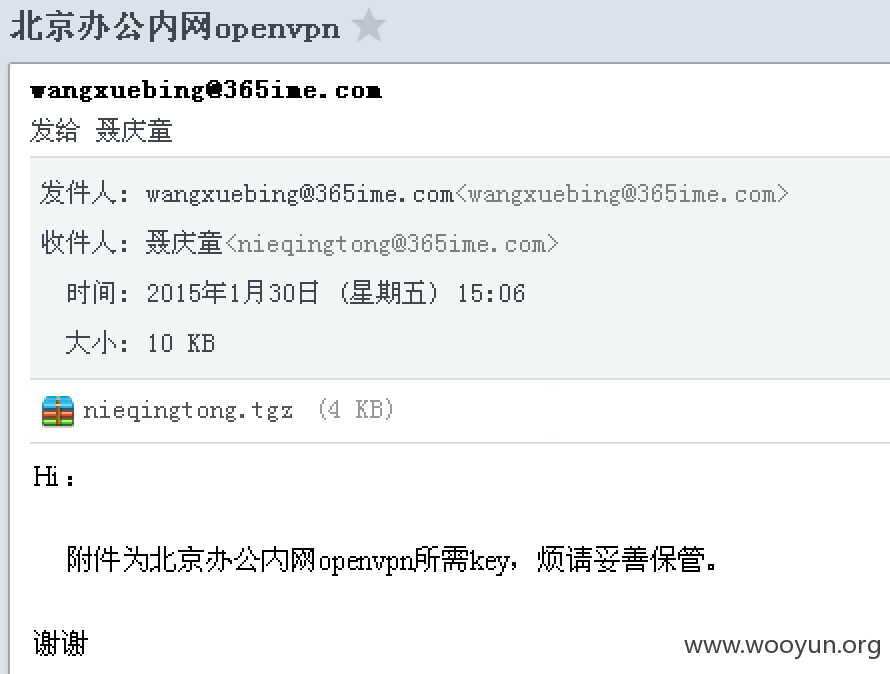 北京办公内网openvpn
wangxuebing@365ime.com
发给 聂庆童
发件人: wangxuebing@365ime.com<wangxuebing@365ime.com>
收件人: 聂庆童<nieqingtong@365ime.com>
时间: 2015年1月30日 (星期五) 15:06
大小: 10 KB
nieqingtong.tgz (4 KB)
Hi：
附件为北京办公内网openvpn所需key，烦请妥善保管。
谢谢
www.wooyun.org